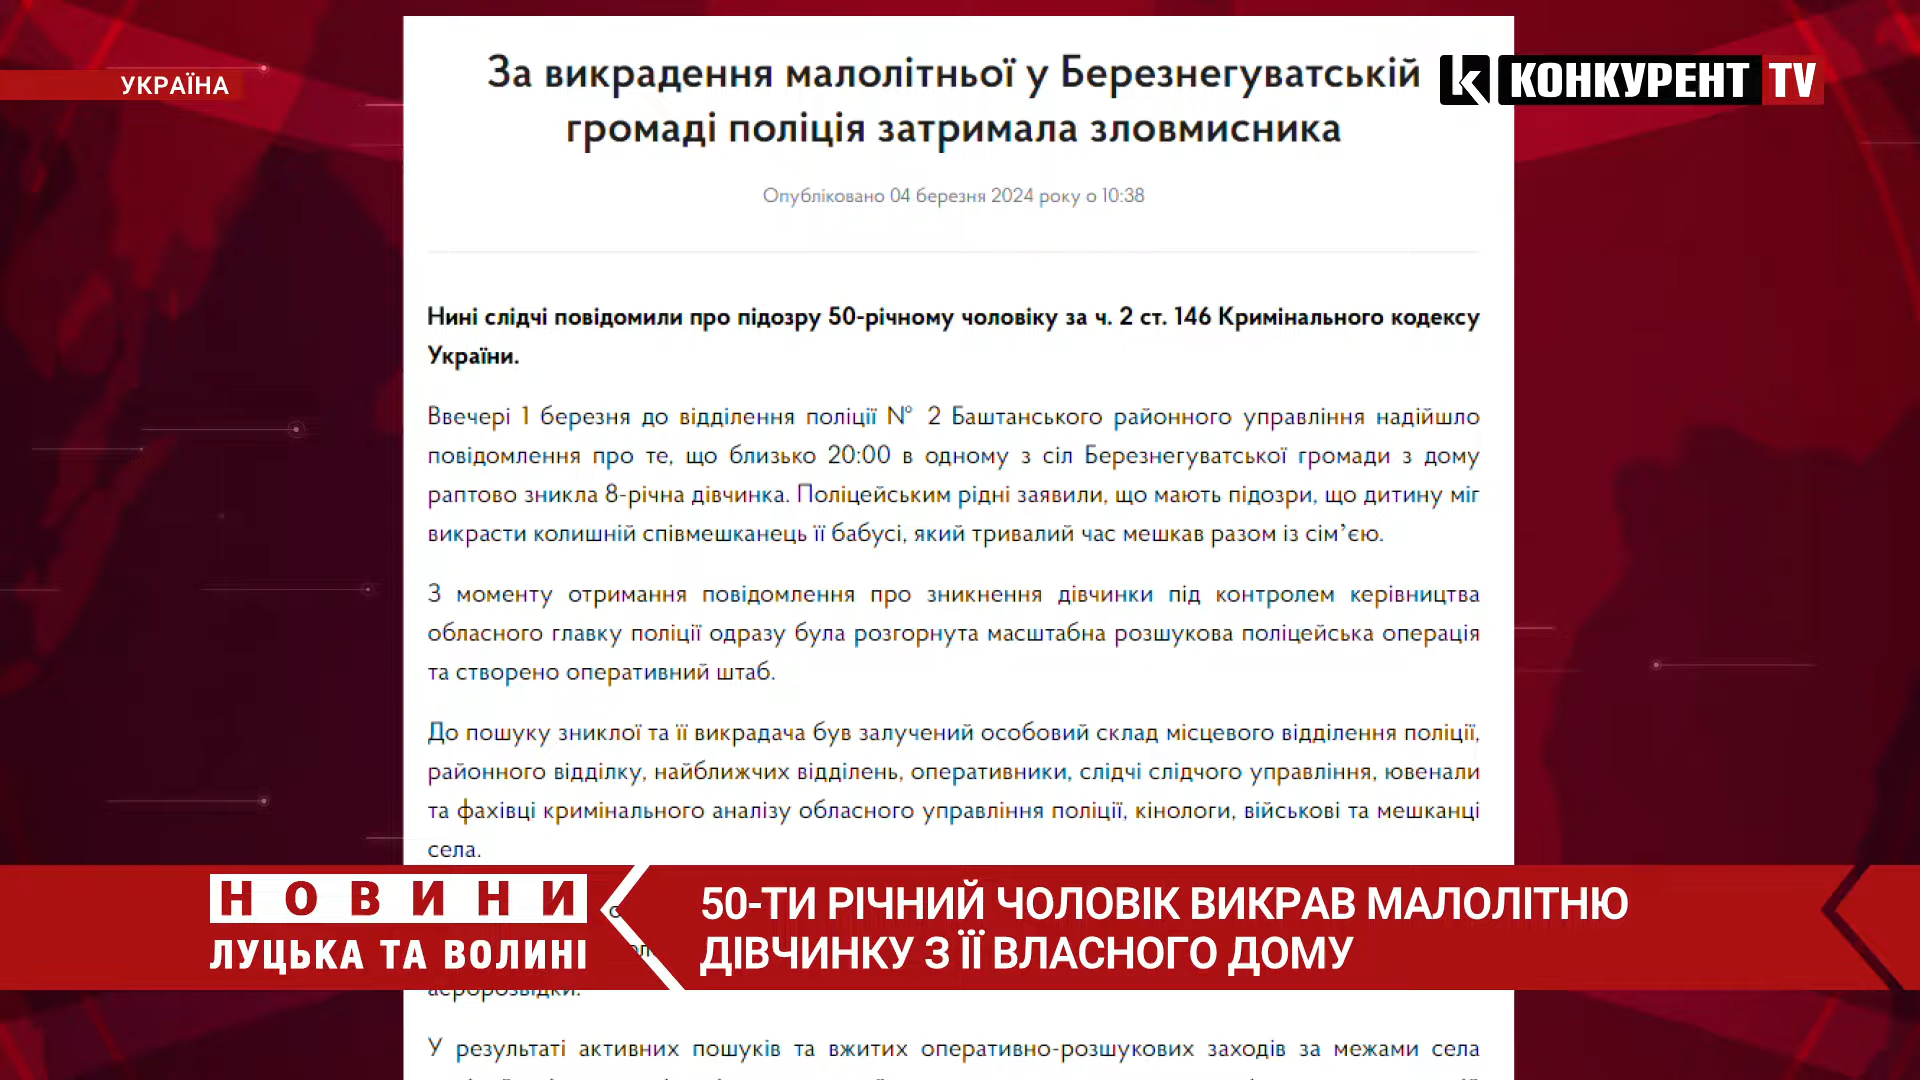 УКРАЇНА
КОНКУРЕНТ TV
За викрадення малолітньої у Березнегуватській
громаді поліція затримала зловмисника
Опубліковано 04 березня 2024 року о 10:38
Нині слідчі повідомили про підозру 50-річному чоловіку за ч. 2 ст. 146 Кримінального кодексу
України.
Ввечері 1 березня до відділення поліції № 2 Баштанського районного управління надійшло
повідомлення про те, що близько 20:00 в одному з сіл Березнегуватської громади з дому
раптово зникла 8-річна дівчинка. Поліцейським рідні заявили, що мають підозри, що дитину міг
викрасти колишній співмешканець її бабусі, який тривалий час мешкав разом із сім’єю.
З моменту отримання повідомлення про зникнення дівчинки під контролем керівництва
обласного главку поліції одразу була розгорнута масштабна розшукова поліцейська операція
та створено оперативний штаб.
До пошуку зниклої та її викрадача був залучений особовий склад місцевого відділення поліції,
районного відділку, найближчих відділень, оперативники, слідчі слідчого управління, ювенали
та фахівці кримінального аналізу обласного управління поліції, кінологи, військові та мешканці
села.
НОВИНИ
ЛУЦЬКА ТА ВОЛИНІ
50-ТИ РІЧНИЙ ЧОЛОВІК ВИКРАВ МАЛОЛІТНЮ
ДІВЧИНКУ З ЇЇ ВЛАСНОГО ДОМУ
аеророзвідки.
У результаті активних пошуків та вжитих оперативно-розшукових заходів за межами села